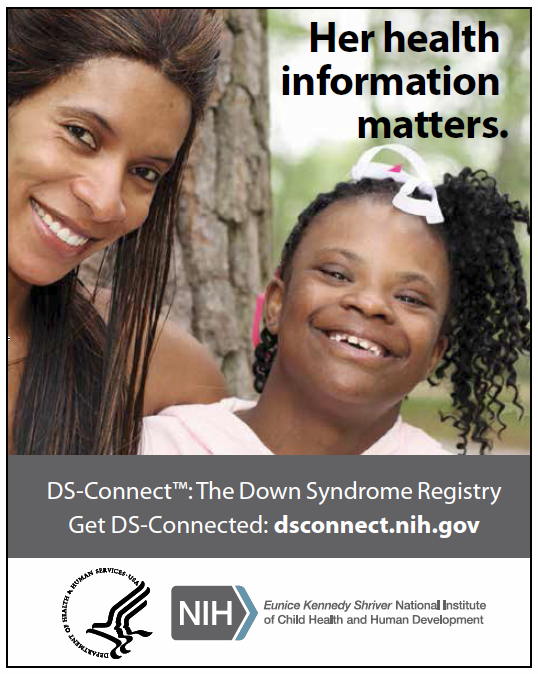 Her health
information
matters.
DS-Connect™: The Down Syndrome Registry
Get DS-Connected: dsconnect.nih.gov
DEPARTMENT OF HEALTH & HUMAN SERVICES·USA
NIH
Eunice Kennedy Shriver National Institute
of Child Health and Human Development